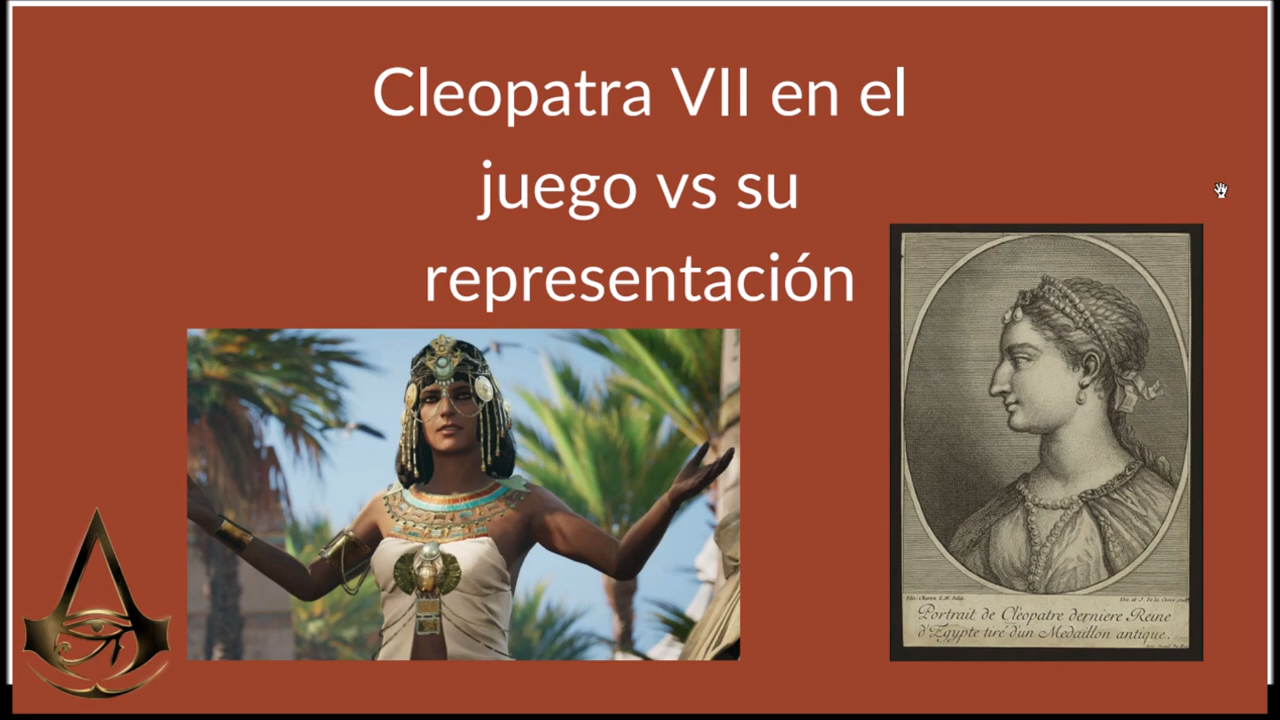 Cleopatra VII en el
juego vs su
representación
Portrait de Cléopatre derniere Reine
d'Egypte tiré d'un Medaillon antique.